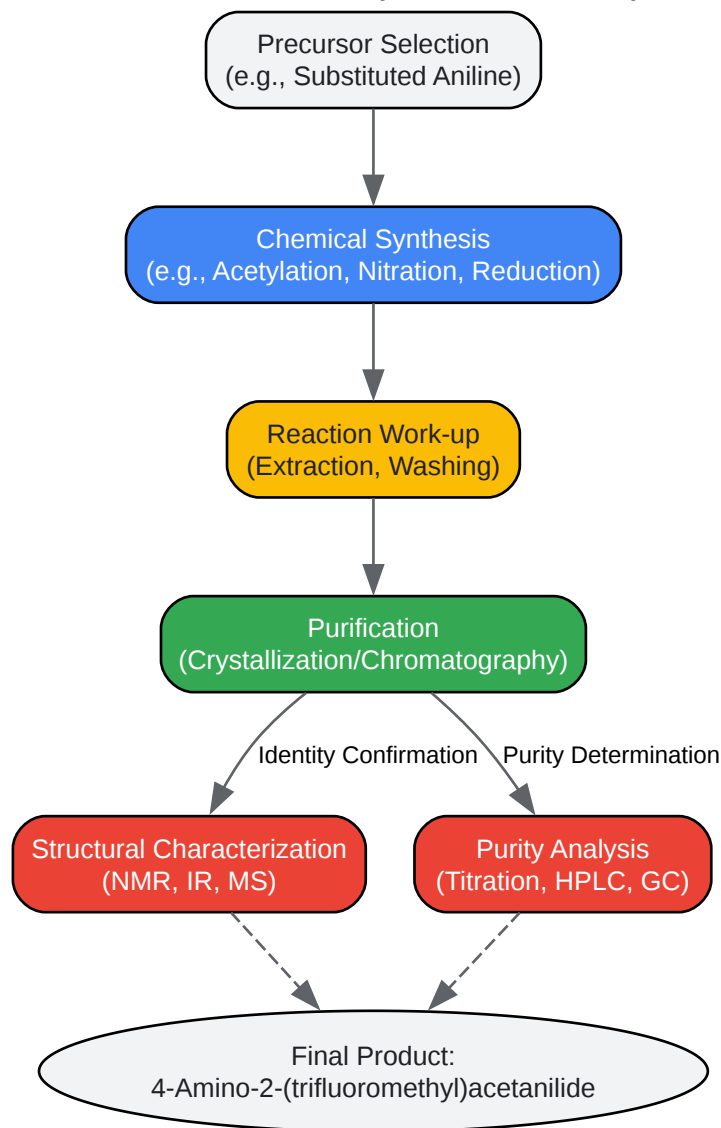 Precursor Selection
(e.g., Substituted Aniline)
Chemical Synthesis
(e.g., Acetylation, Nitration, Reduction)
Reaction Work-up
(Extraction, Washing)
Purification
(Crystallization/Chromatography)
Identity Confirmation
Purity Determination
Structural Characterization
(NMR, IR, MS)
Purity Analysis
(Titration, HPLC, GC)
Final Product:
4-Amino-2-(trifluoromethyl)acetanilide